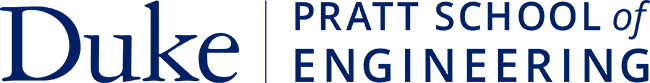 Duke
PRATT SCHOOL of
ENGINEERING